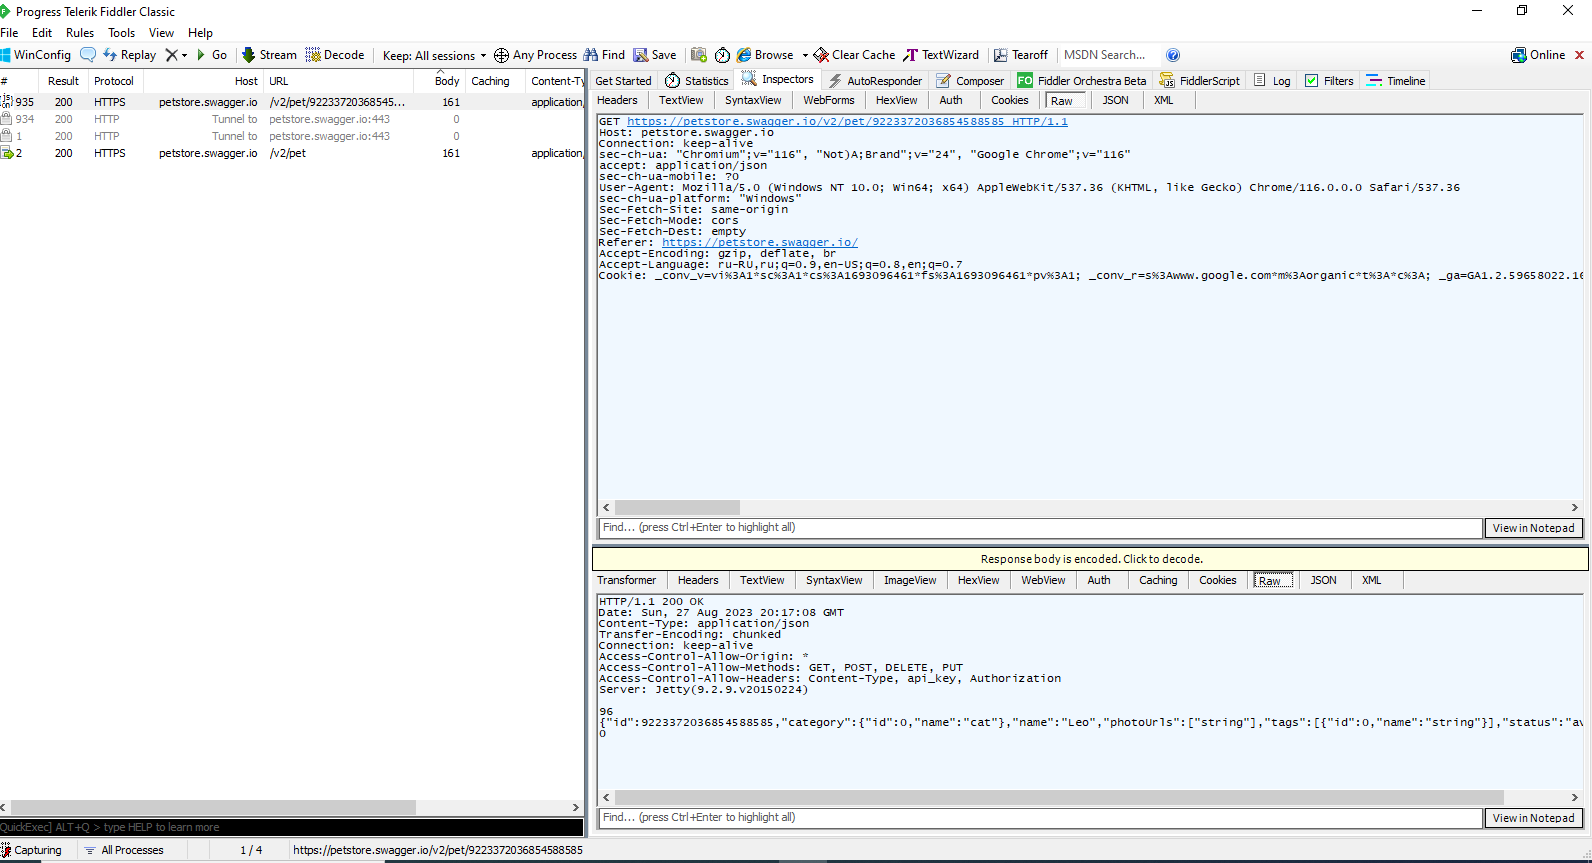 Progress Telerik Fiddler Classic
File Edit Rules Tools View Help
WinConfig Replay Go Stream Decode Keep: All sessions Any Process Find Save Browse Clear Cache TextWizard Tearoff MSDN Search... Online
# Result Protocol Host URL Body Caching Content-Ty
935 200 HTTPS petstore.swagger.io /v2/pet/92233720368545... 161 application,
934 200 HTTP Tunnel to petstore.swagger.io:443 0
1 200 HTTP Tunnel to petstore.swagger.io:443 0
2 200 HTTPS petstore.swagger.io /v2/pet 161 application,
Get Started Statistics Inspectors AutoResponder Composer FO Fiddler Orchestra Beta FiddlerScript Log Filters Timeline
Headers TextView SyntaxView WebForms HexView Auth Cookies Raw JSON XML
GET https://petstore.swagger.io/v2/pet/9223372036854588585 HTTP/1.1
Host: petstore.swagger.io
Connection: keep-alive
sec-ch-ua: "Chromium";v="116", "Not)A;Brand";v="24", "Google Chrome";v="116"
accept: application/json
sec-ch-ua-mobile: ?0
User-Agent: Mozilla/5.0 (Windows NT 10.0; Win64; x64) AppleWebKit/537.36 (KHTML, like Gecko) Chrome/116.0.0.0 Safari/537.36
sec-ch-ua-platform: "Windows"
Sec-Fetch-Site: same-origin
Sec-Fetch-Mode: cors
Sec-Fetch-Dest: empty
Referer: https://petstore.swagger.io/
Accept-Encoding: gzip, deflate, br
Accept-Language: ru-RU,ru;q=0.9,en-US;q=0.8,en;q=0.7
Cookie: _conv_v=vi%3A1*sc%3A1*cs%3A1693096461*fs%3A1693096461*pv%3A1; _conv_r=s%3Awww.google.com*m%3Aorganic*t%3A*c%3A; _ga=GA1.2.59658022.16
Find... (press Ctrl+Enter to highlight all) View in Notepad
Response body is encoded. Click to decode.
Transformer Headers TextView SyntaxView ImageView HexView WebView Auth Caching Cookies Raw JSON XML
HTTP/1.1 200 OK
Date: Sun, 27 Aug 2023 20:17:08 GMT
Content-Type: application/json
Transfer-Encoding: chunked
Connection: keep-alive
Access-Control-Allow-Origin: *
Access-Control-Allow-Methods: GET, POST, DELETE, PUT
Access-Control-Allow-Headers: Content-Type, api_key, Authorization
Server: Jetty(9.2.9.v20150224)
96
{"id":9223372036854588585,"category":{"id":0,"name":"cat"},"name":"Leo","photoUrls":["string"],"tags":[{"id":0,"name":"string"}],"status":"av
0
Find... (press Ctrl+Enter to highlight all) View in Notepad
QuickExec] ALT+Q > type HELP to learn more
Capturing All Processes 1 / 4 https://petstore.swagger.io/v2/pet/9223372036854588585